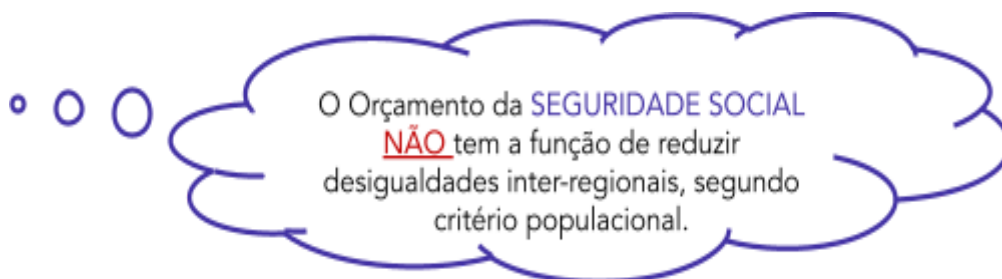 O Orçamento da SEGURIDADE SOCIAL
NÃO tem a função de reduzir
desigualdades inter-regionais, segundo
critério populacional.